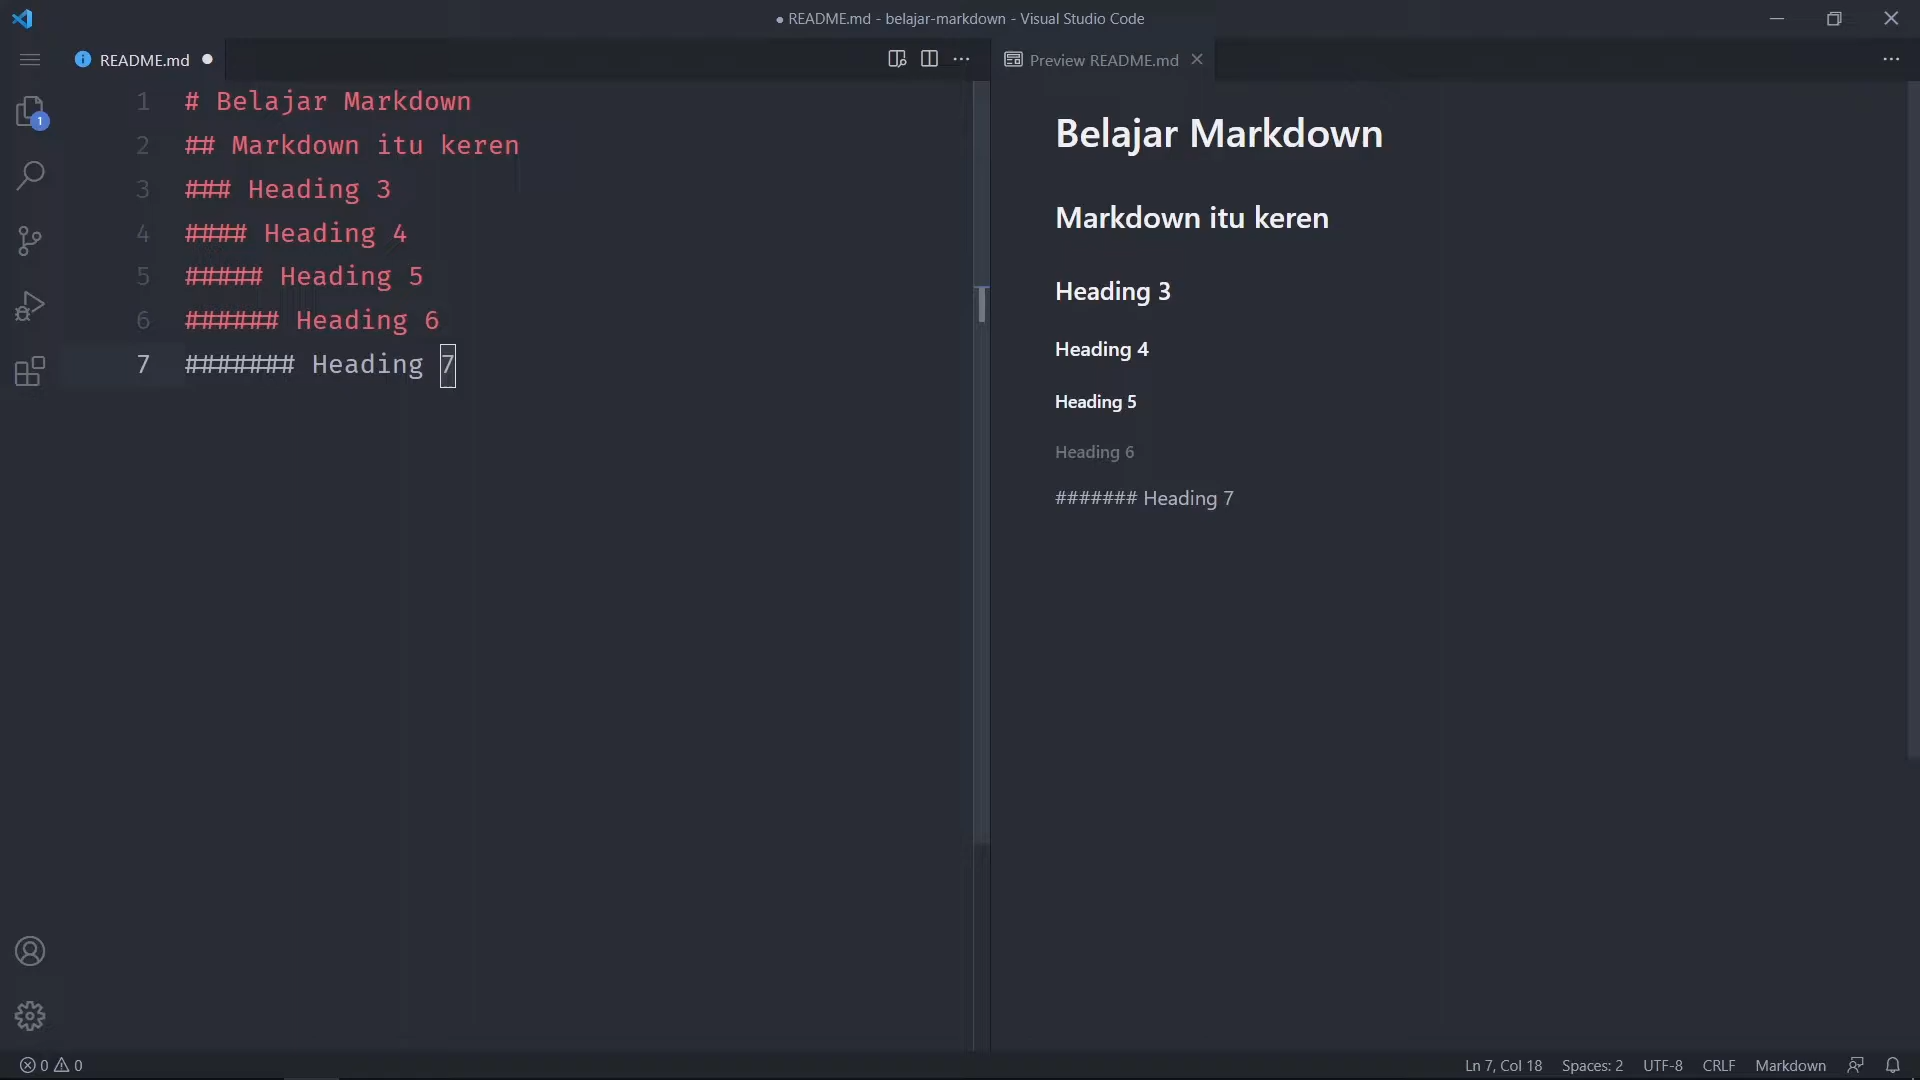 ● README.md - belajar-markdown - Visual Studio Code
README.md
Preview README.md
1
1 # Belajar Markdown
2 ## Markdown itu keren
3 ### Heading 3
4 #### Heading 4
5 ##### Heading 5
6 ###### Heading 6
7 ####### Heading 7
Belajar Markdown
Markdown itu keren
Heading 3
Heading 4
Heading 5
Heading 6
####### Heading 7
0 0
Ln 7, Col 18 Spaces: 2 UTF-8 CRLF Markdown